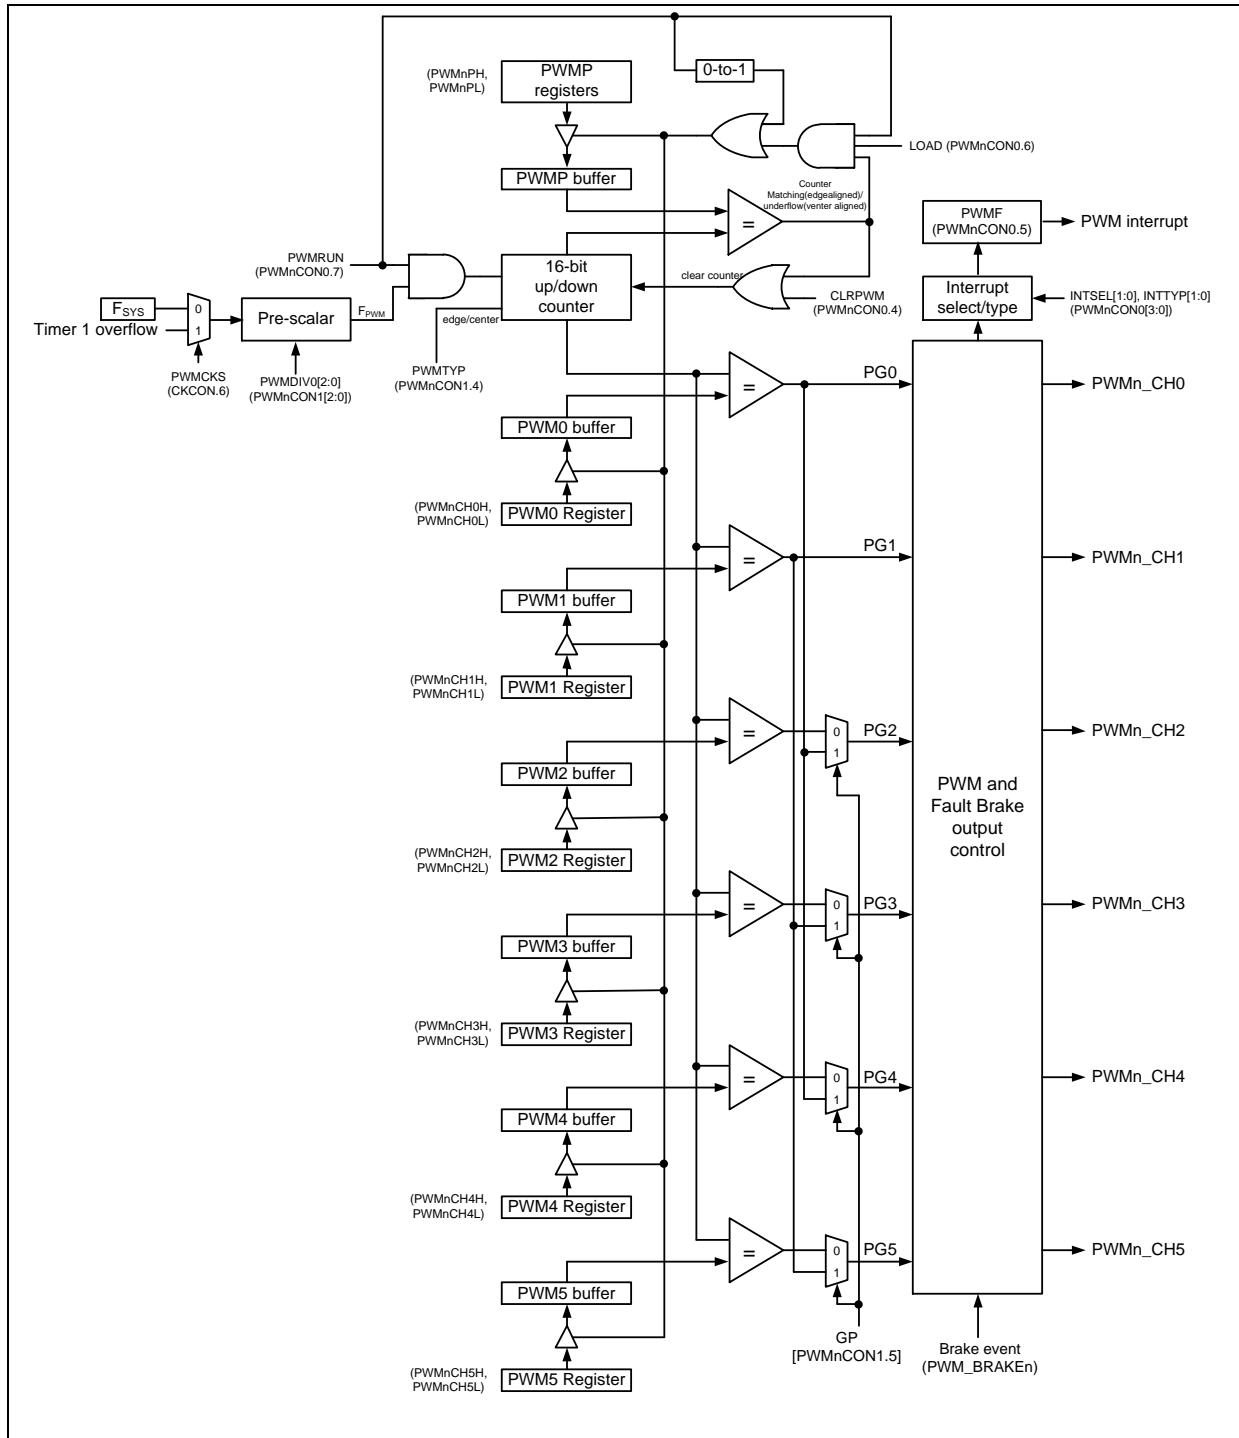 (PWMnPH,
PWMnPL)
PWMP
registers
0-to-1
LOAD (PWMnCON0.6)
PWMP buffer
Counter
Matching(edgealigned)/
underflow(venter aligned)
=
PWMF
(PWMnCON0.5)
PWM interrupt
PWMRUN
(PWMnCON0.7)
16-bit
up/down
counter
clear counter
CLRPWM
(PWMnCON0.4)
Interrupt
select/type
INTSEL[1:0], INTTYP[1:0]
(PWMnCON0[3:0])
FSYS
Timer 1 overflow
0
1
Pre-scalar
FPWM
edge/center
PWMCKS
(CKCON.6)
PWMDIV0[2:0]
(PWMnCON1[2:0])
PWMTYP
(PWMnCON1.4)
=
PG0
PWMn_CH0
PWM0 buffer
(PWMnCH0H,
PWMnCH0L)
PWM0 Register
=
PG1
PWMn_CH1
PWM1 buffer
(PWMnCH1H,
PWMnCH1L)
PWM1 Register
=
0
1
PG2
PWMn_CH2
PWM2 buffer
(PWMnCH2H,
PWMnCH2L)
PWM2 Register
PWM and
Fault Brake
output
control
=
0
1
PG3
PWMn_CH3
PWM3 buffer
(PWMnCH3H,
PWMnCH3L)
PWM3 Register
=
0
1
PG4
PWMn_CH4
PWM4 buffer
(PWMnCH4H,
PWMnCH4L)
PWM4 Register
=
0
1
PG5
PWMn_CH5
PWM5 buffer
(PWMnCH5H,
PWMnCH5L)
PWM5 Register
GP
[PWMnCON1.5]
Brake event
(PWM_BRAKEn)